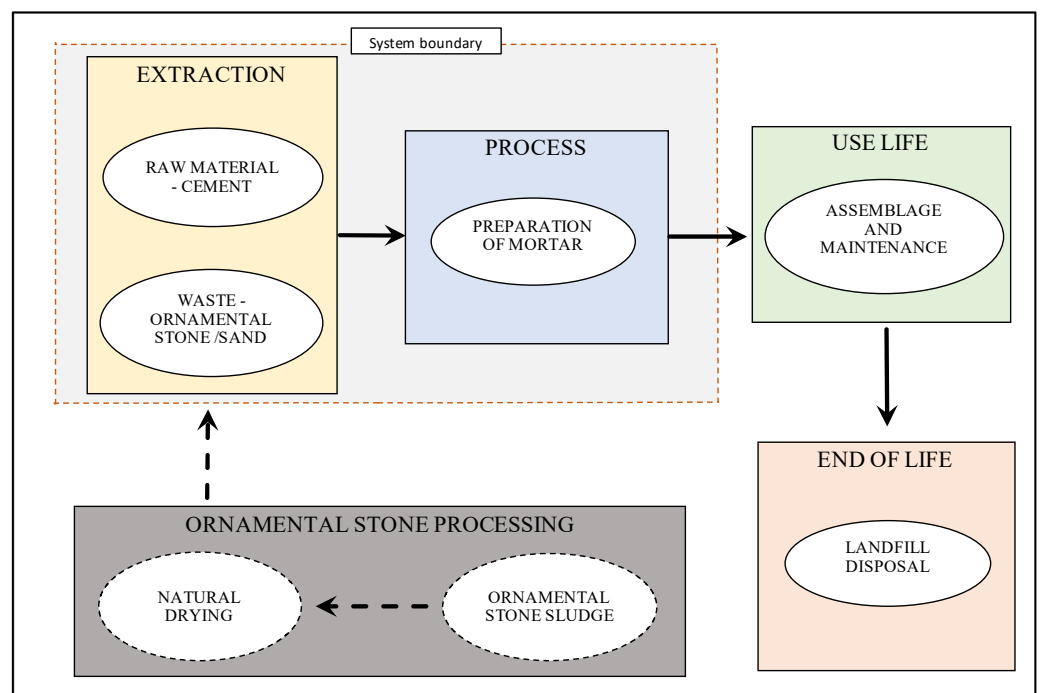 System boundary
EXTRACTION
RAW MATERIAL
- CEMENT
WASTE -
ORNAMENTAL
STONE /SAND
PROCESS
PREPARATION
OF MORTAR
USE LIFE
ASSEMBLAGE
AND
MAINTENANCE
END OF LIFE
LANDFILL
DISPOSAL
ORNAMENTAL STONE PROCESSING
NATURAL
DRYING
ORNAMENTAL
STONE SLUDGE